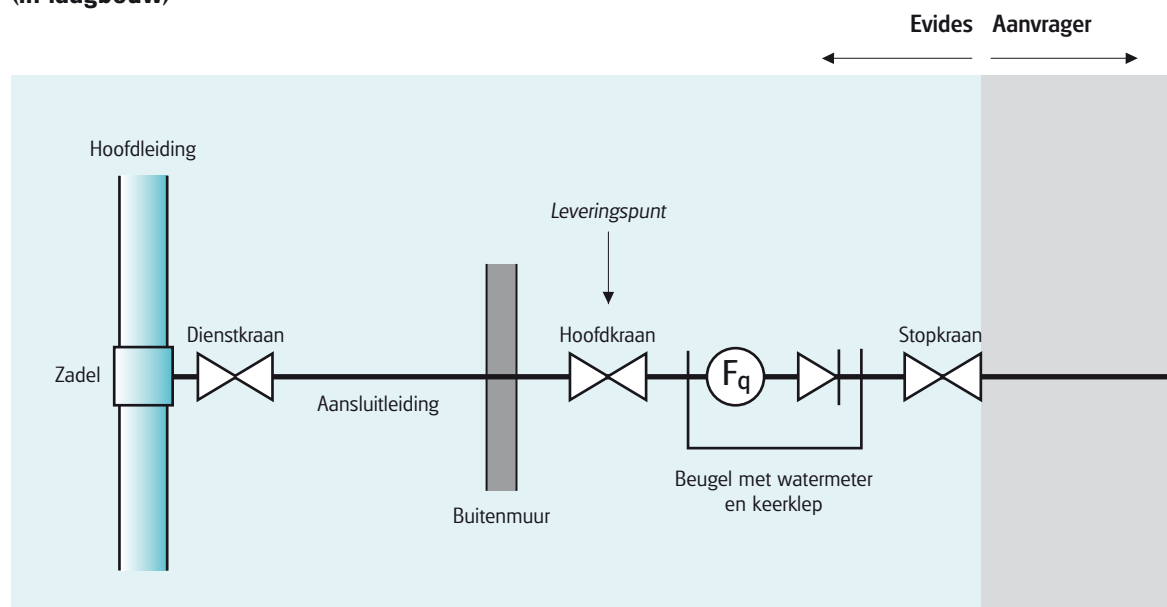 (in laagbouw)
Evides Aanvrager
Hoofdleiding
Leveringspunt
Dienstkraan
Hoofdkraan
Stopkraan
Zadel
Fq
Aansluitleiding
Beugel met watermeter
en keerklep
Buitenmuur